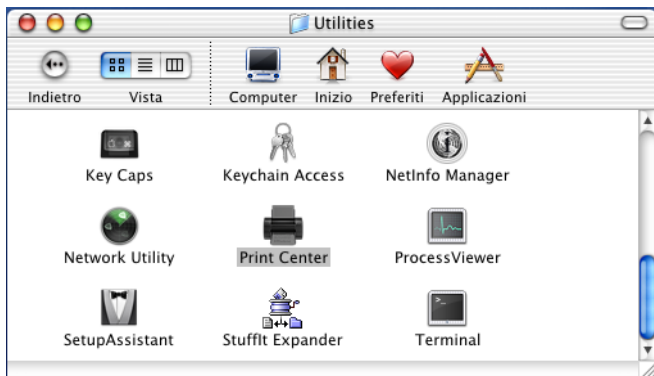 Utilities
Indietro Vista Computer Inizio Preferiti Applicazioni
Key Caps Keychain Access NetInfo Manager
Network Utility Print Center ProcessViewer
SetupAssistant StuffIt Expander Terminal